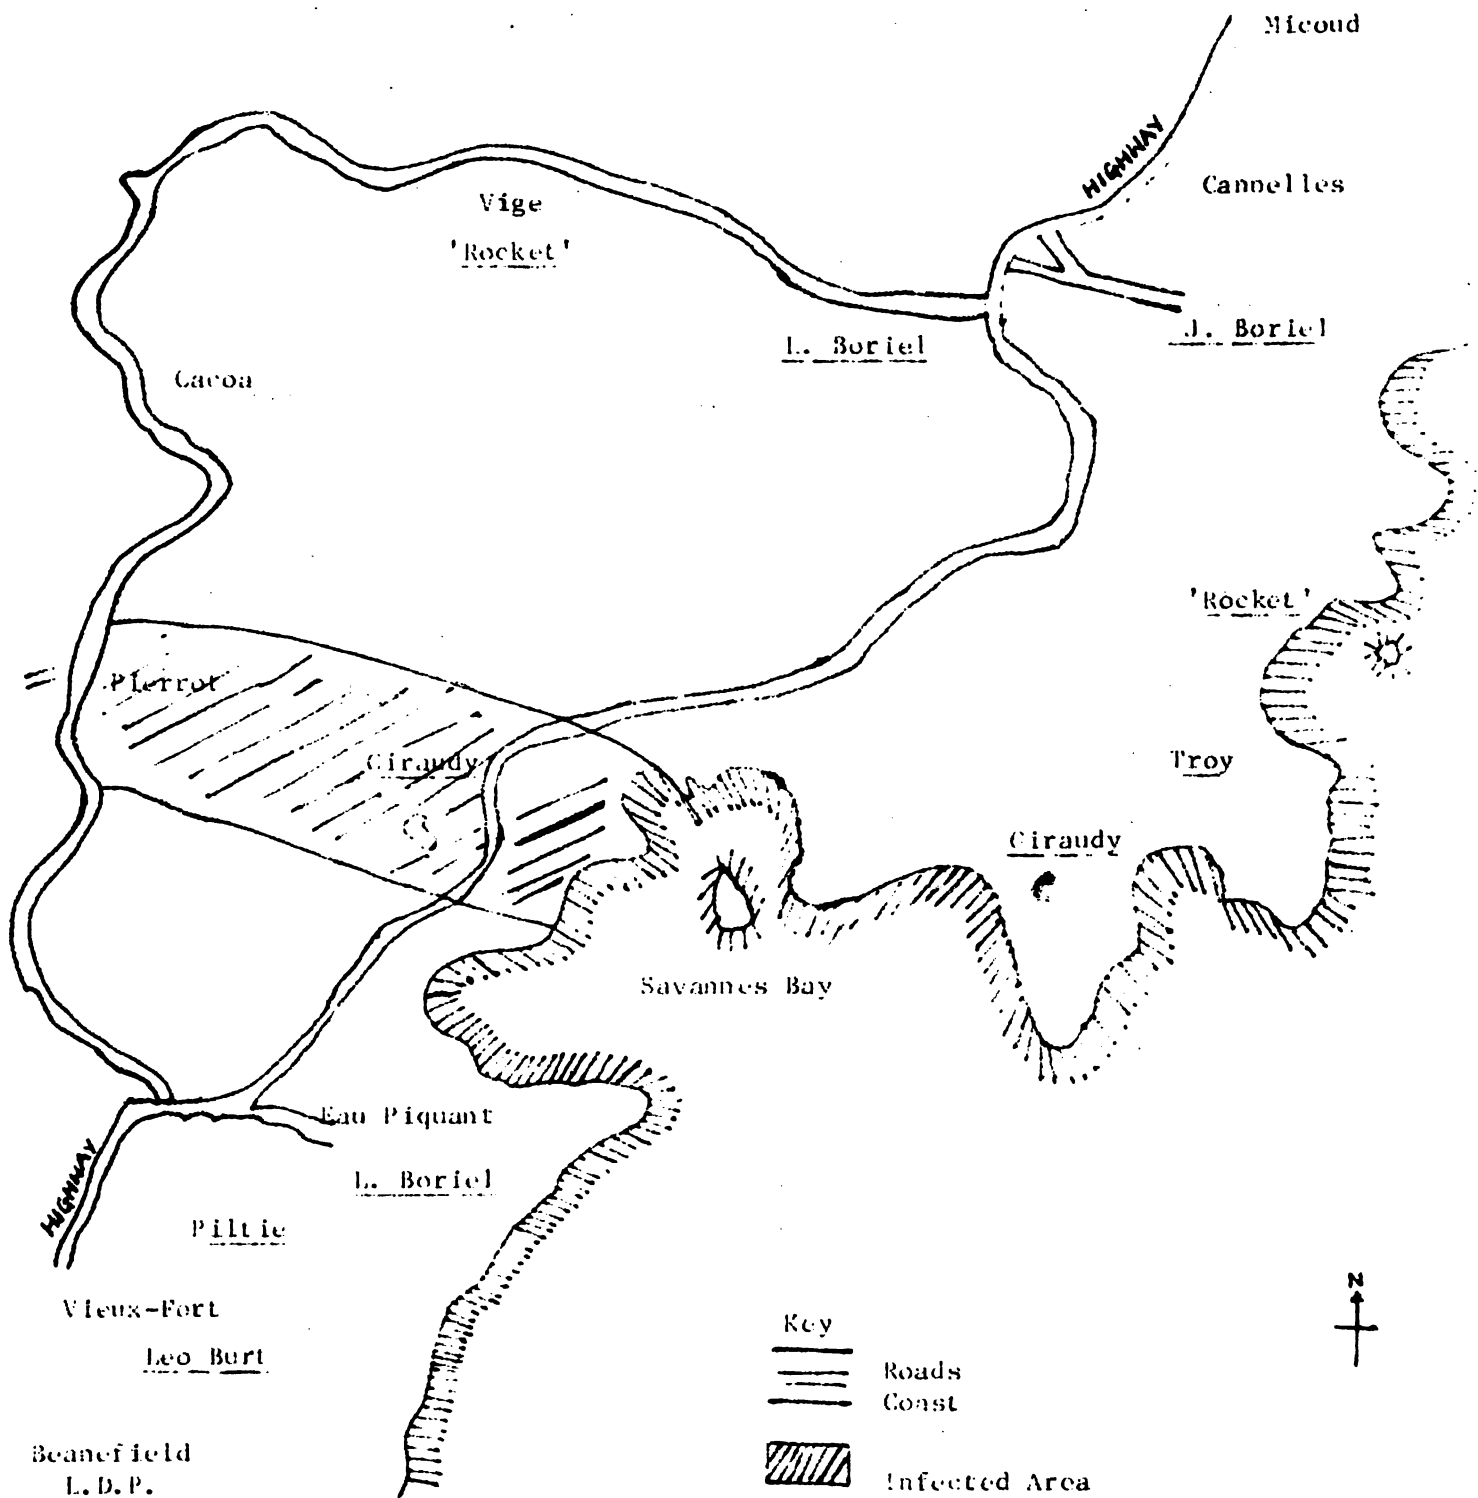 Micoud
HIGHWAY
Cannelles
Vige
'Rocket'
L. Boriel
J. Boriel
Cacoa
'Rocket'
Pierrot
Giraudy
Troy
Giraudy
Savannes Bay
Eau Piquant
L. Boriel
HIGHWAY
Piltie
Vieux-Fort
Leo Burt
Beanefield
L.D.P.
N
Key
Roads
Coast
Infected Area